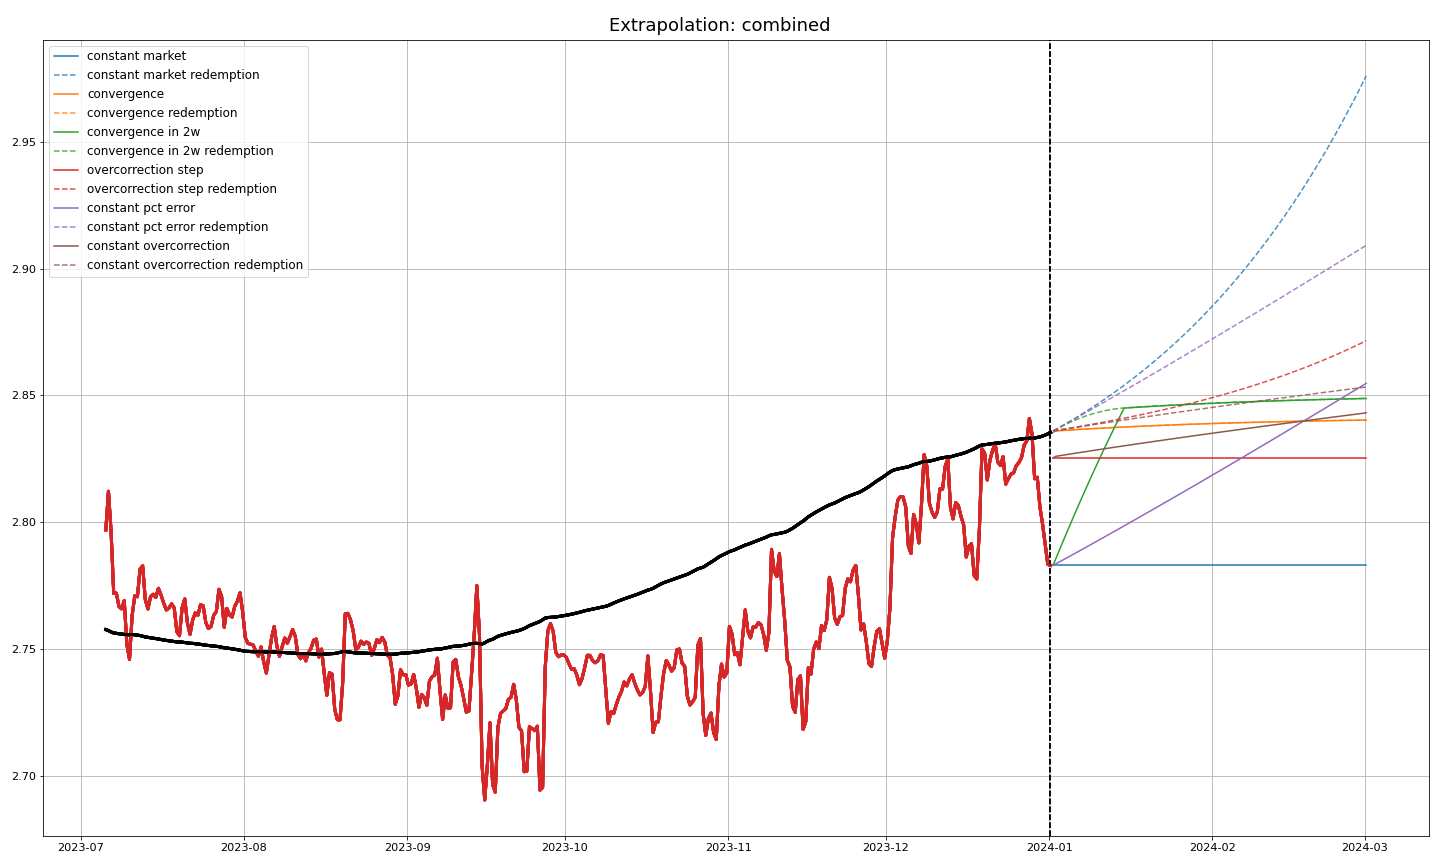 Extrapolation: combined
constant market
constant market redemption
convergence
convergence redemption
convergence in 2w
convergence in 2w redemption
overcorrection step
overcorrection step redemption
constant pct error
constant pct error redemption
constant overcorrection
constant overcorrection redemption
2.95
2.90
2.85
2.80
2.75
2.70
2023-07 2023-08 2023-09 2023-10 2023-11 2023-12 2024-01 2024-02 2024-03